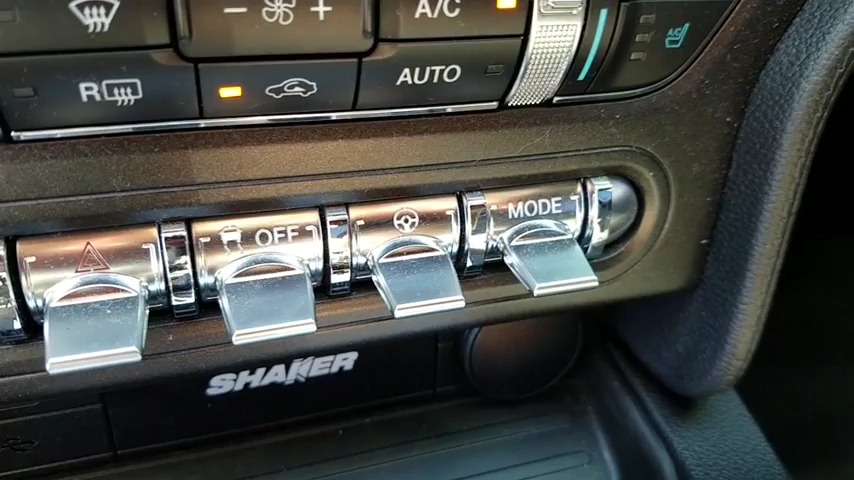 - +
A/C
R
AUTO
A/C
OFF
MODE
SHAKER